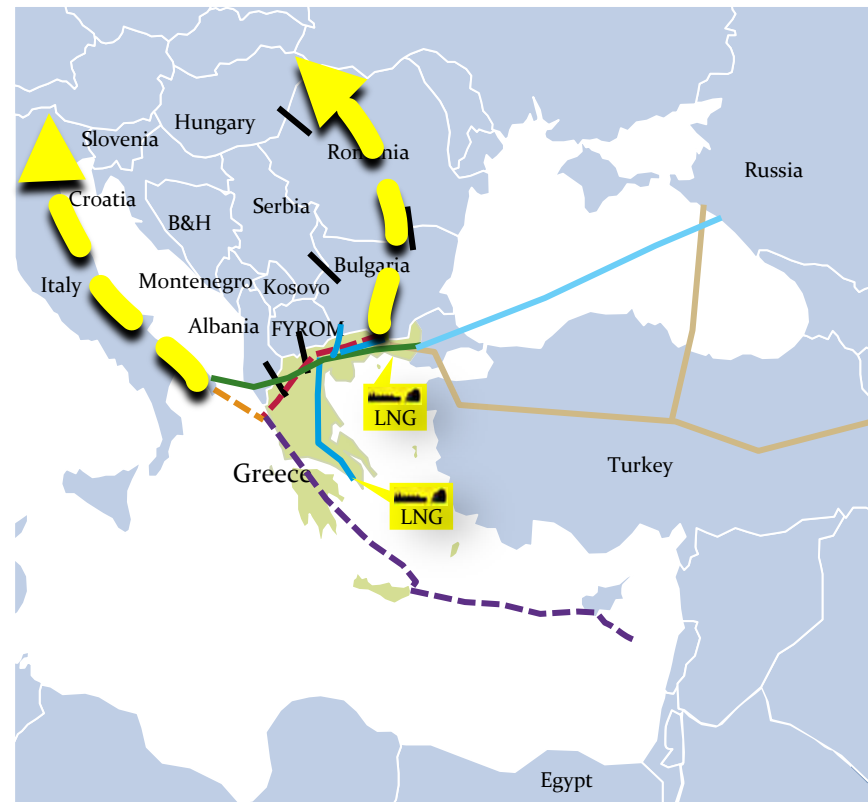 Hungary
Slovenia
Romania
Russia
Croatia
Serbia
B&H
Bulgaria
Italy
Montenegro
Kosovo
Albania
FYROM
LNG
Turkey
Greece
LNG
Egypt